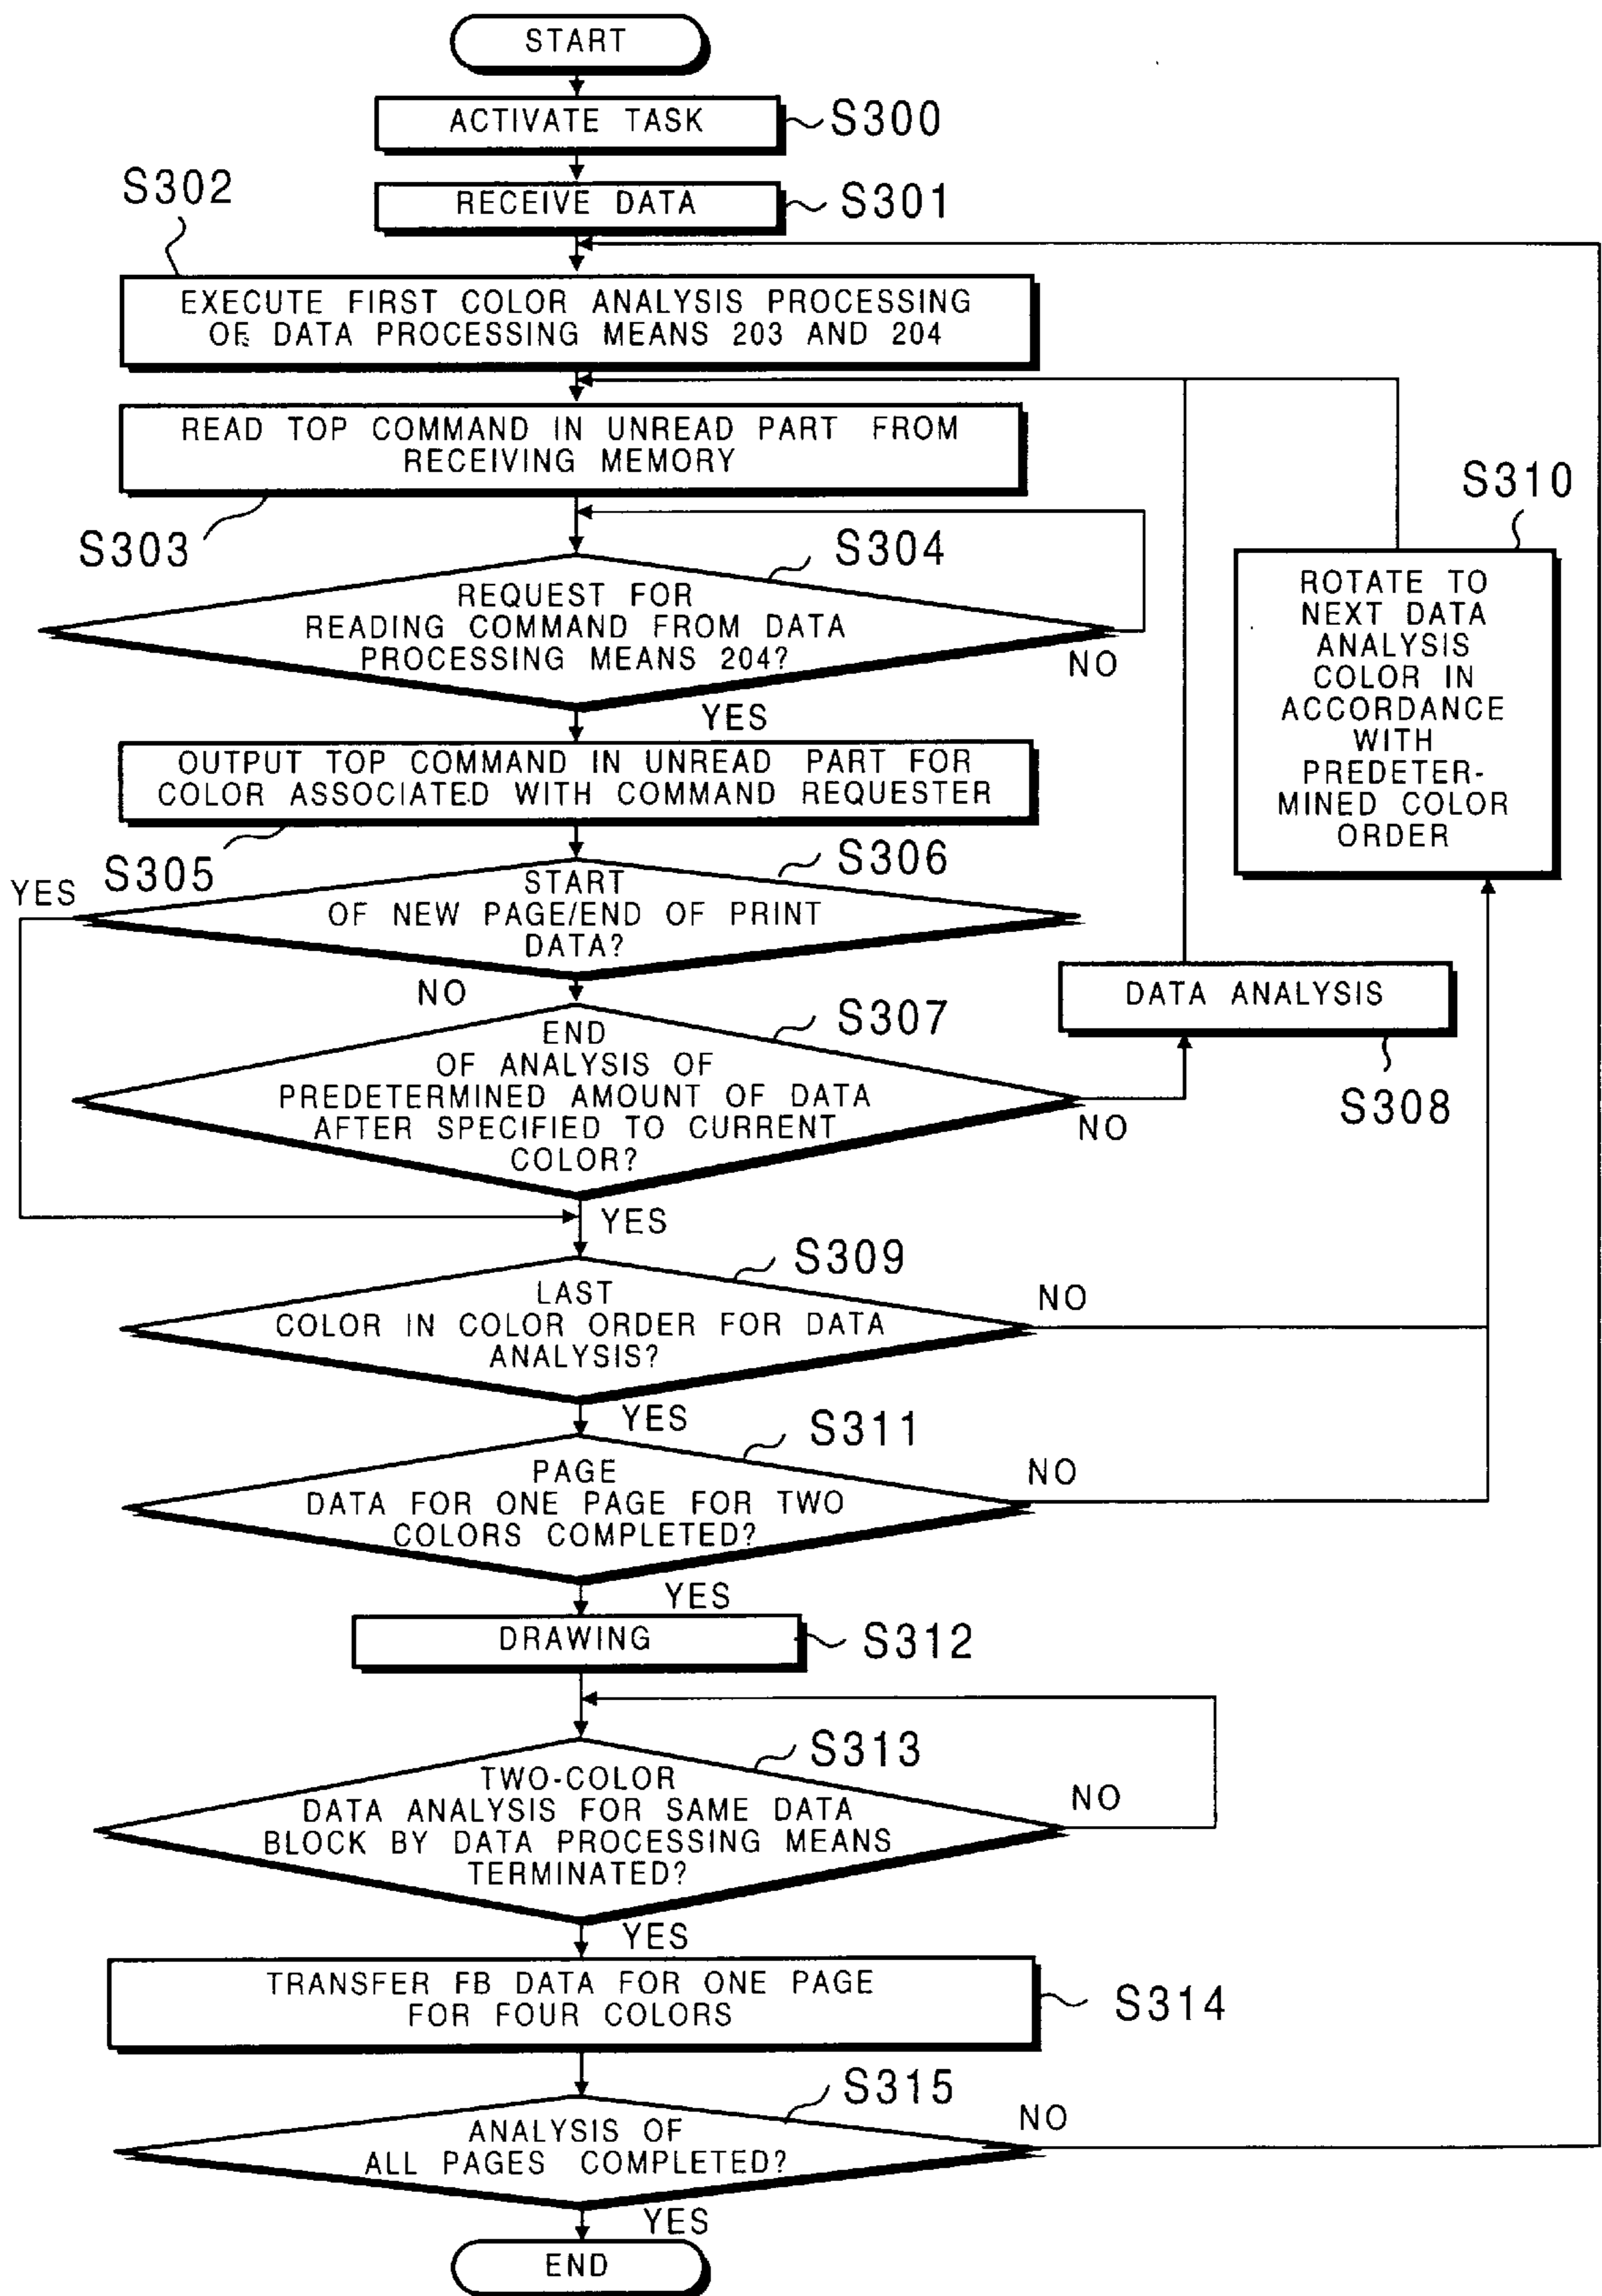 START
ACTIVATE TASK
S300
RECEIVE DATA
S301
S302
EXECUTE FIRST COLOR ANALYSIS PROCESSING
OF DATA PROCESSING MEANS 203 AND 204
READ TOP COMMAND IN UNREAD PART FROM
RECEIVING MEMORY
S303
S304
REQUEST FOR
READING COMMAND FROM DATA
PROCESSING MEANS 204?
NO
YES
OUTPUT TOP COMMAND IN UNREAD PART FOR
COLOR ASSOCIATED WITH COMMAND REQUESTER
S305
S306
START
OF NEW PAGE/END OF PRINT
DATA?
YES
NO
S307
END
OF ANALYSIS OF
PREDETERMINED AMOUNT OF DATA
AFTER SPECIFIED TO CURRENT
COLOR?
NO
YES
DATA ANALYSIS
S308
S310
ROTATE TO
NEXT DATA
ANALYSIS
COLOR IN
ACCORDANCE
WITH
PREDETER-
MINED COLOR
ORDER
S309
LAST
COLOR IN COLOR ORDER FOR DATA
ANALYSIS?
NO
YES
S311
PAGE
DATA FOR ONE PAGE FOR TWO
COLORS COMPLETED?
NO
YES
DRAWING
S312
S313
TWO-COLOR
DATA ANALYSIS FOR SAME DATA
BLOCK BY DATA PROCESSING MEANS
TERMINATED?
NO
YES
TRANSFER FB DATA FOR ONE PAGE
FOR FOUR COLORS
S314
S315
ANALYSIS OF
ALL PAGES COMPLETED?
NO
YES
END